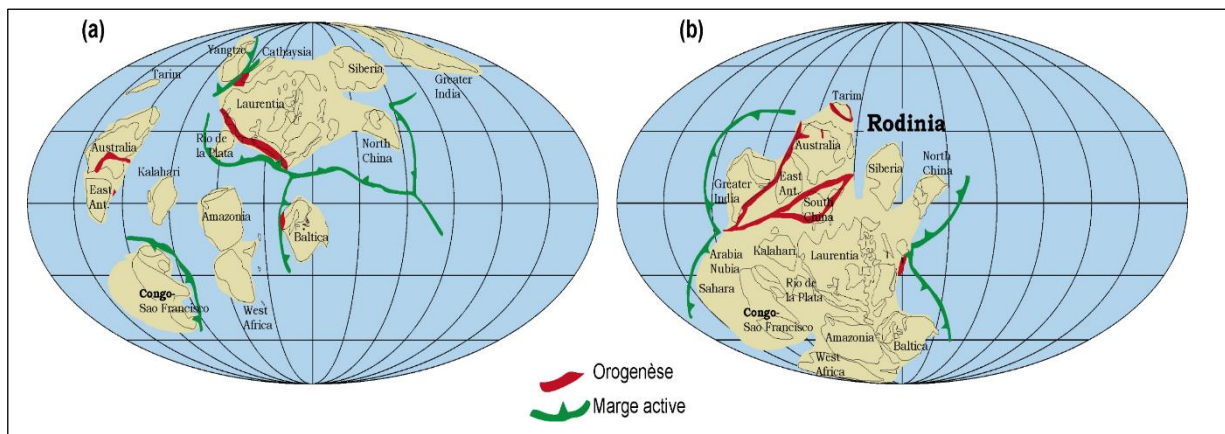 (a)
Yangtze
Cathaysia
Siberia
Greater
India
Tarim
Laurentia
Rio de
la Plata
North
China
Australia
East
Ant.
Kalahari
Amazonia
Baltica
Congo-
Sao Francisco
West
Africa
(b)
Tarim
Rodinia
Australia
North
China
Siberia
Greater
India
East
Ant.
South
China
Arabia
Nubia
Kalahari
Laurentia
Sahara
Rio de
la Plata
Congo-
Sao Francisco
Amazonia
Baltica
West
Africa
Orogenèse
Marge active